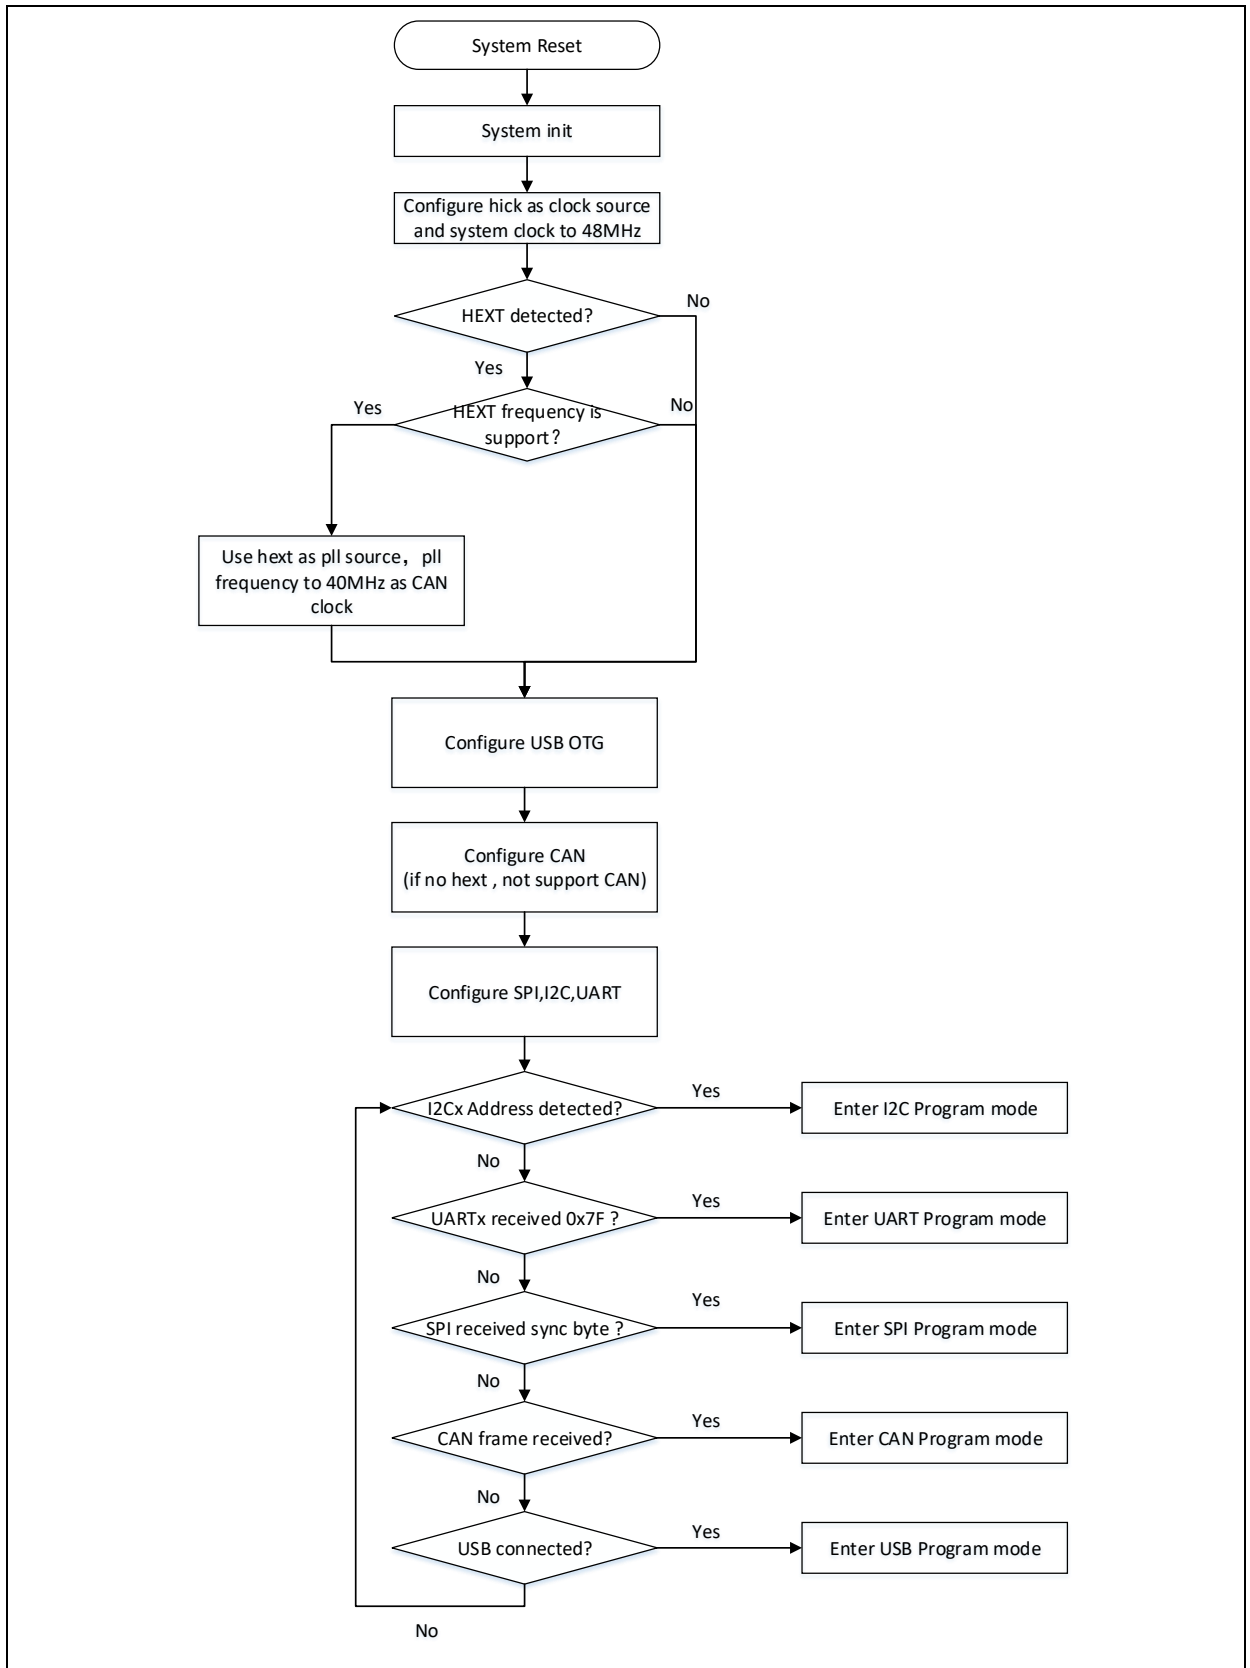 System Reset
System init
Configure hick as clock source
and system clock to 48MHz
HEXT detected?
No
Yes
HEXT frequency is
support？
Yes
No
Use hext as pll source，pll
frequency to 40MHz as CAN
clock
Configure USB OTG
Configure CAN
(if no hext , not support CAN)
Configure SPI,I2C,UART
I2Cx Address detected?
Yes
Enter I2C Program mode
No
UARTx received 0x7F ?
Yes
Enter UART Program mode
No
SPI received sync byte ?
Yes
Enter SPI Program mode
No
CAN frame received?
Yes
Enter CAN Program mode
No
USB connected?
Yes
Enter USB Program mode
No